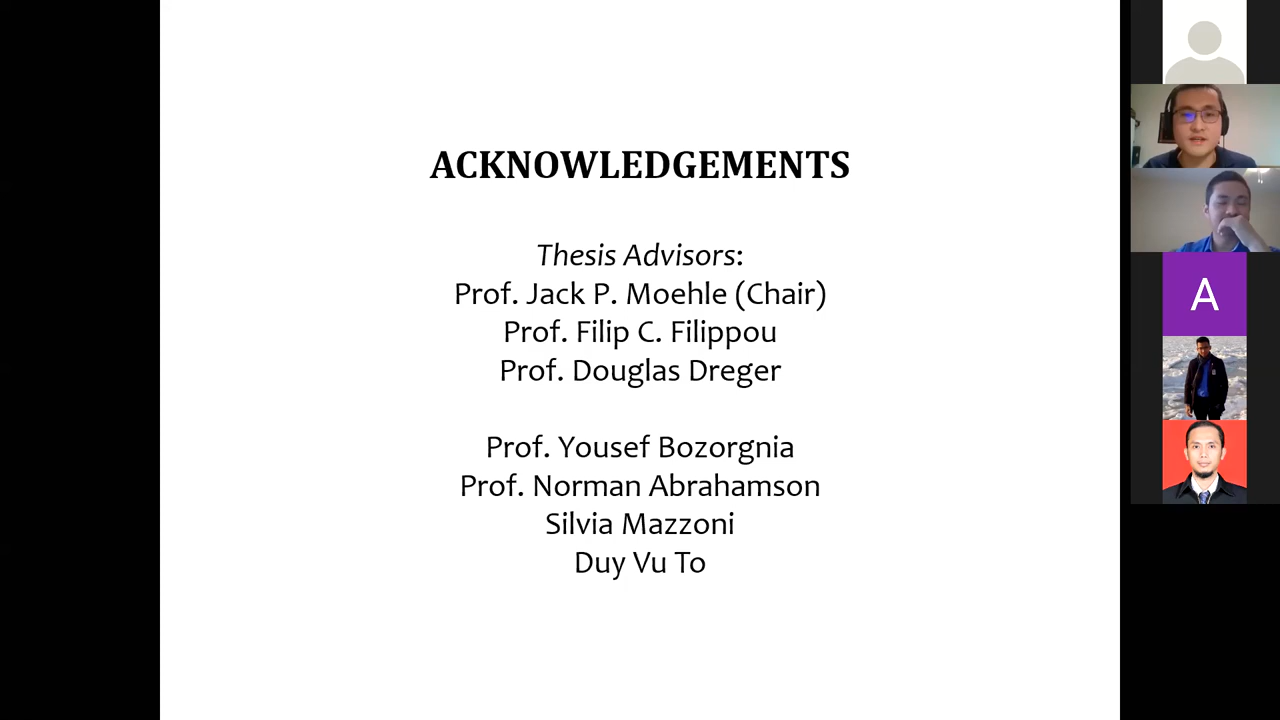 ACKNOWLEDGEMENTS
Thesis Advisors:
Prof. Jack P. Moehle (Chair)
Prof. Filip C. Filippou
Prof. Douglas Dreger
Prof. Yousef Bozorgnia
Prof. Norman Abrahamson
Silvia Mazzoni
Duy Vu To
A